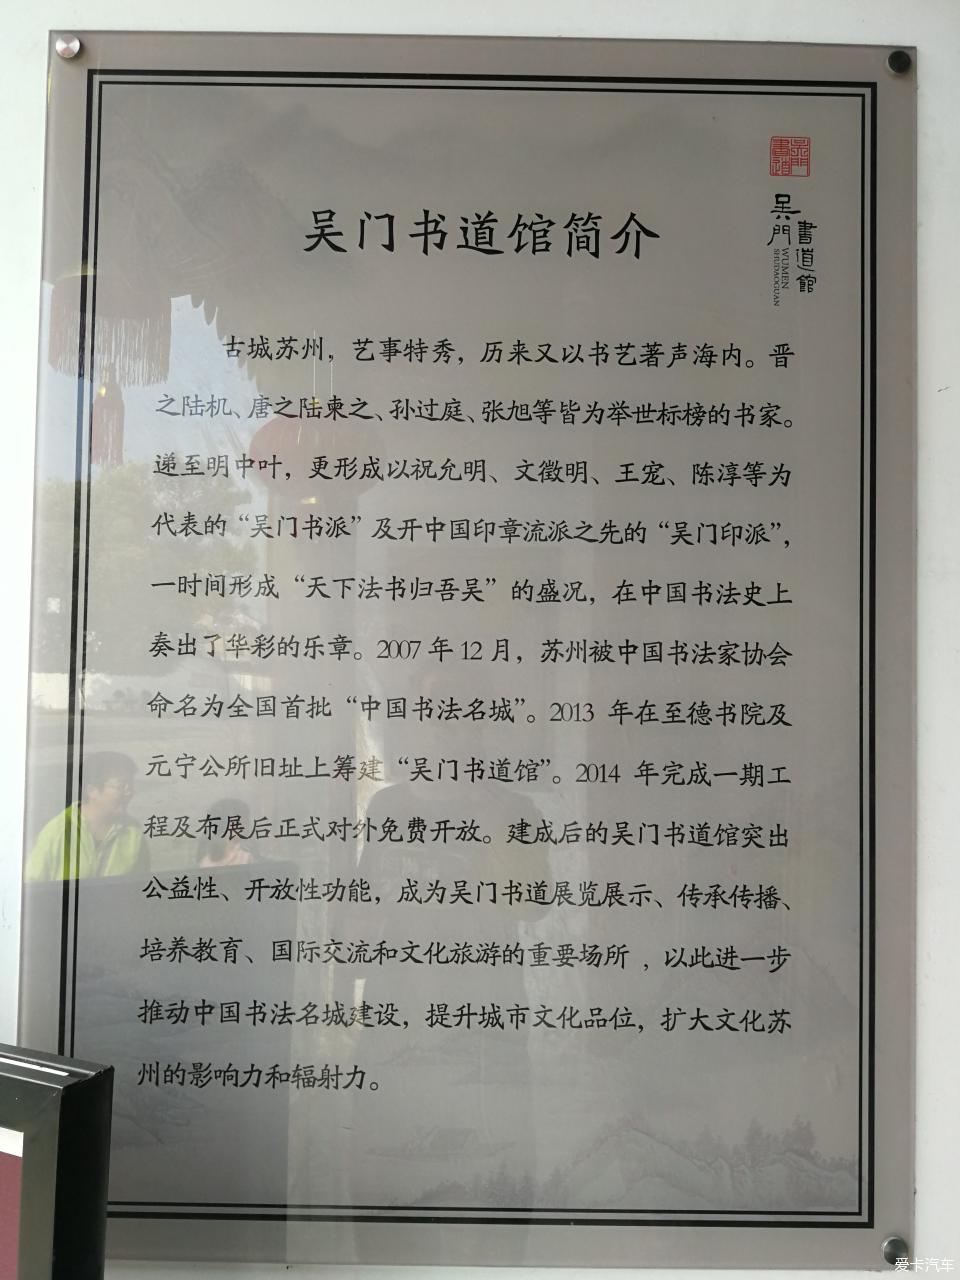 吴门书道
吴门
書道館
WUMEN
SHUDAOGUAN
吴门书道馆简介
古城苏州，艺事特秀，历来又以书艺著声海内。晋
之陆机、唐之陆柬之、孙过庭、张旭等皆为举世标榜的书家。
递至明中叶，更形成以祝允明、文徵明、王宠、陈淳等为
代表的“吴门书派”及开中国印章流派之先的“吴门印派”，
一时间形成“天下法书归吾吴”的盛况，在中国书法史上
奏出了华彩的乐章。2007年12月，苏州被中国书法家协会
命名为全国首批“中国书法名城”。2013 年在至德书院及
元宁公所旧址上筹建“吴门书道馆”。2014 年完成一期工
程及布展后正式对外免费开放。建成后的吴门书道馆突出
公益性、开放性功能，成为吴门书道展览展示、传承传播、
培养教育、国际交流和文化旅游的重要场所，以此进一步
推动中国书法名城建设，提升城市文化品位，扩大文化苏
州的影响力和辐射力。
爱卡汽车